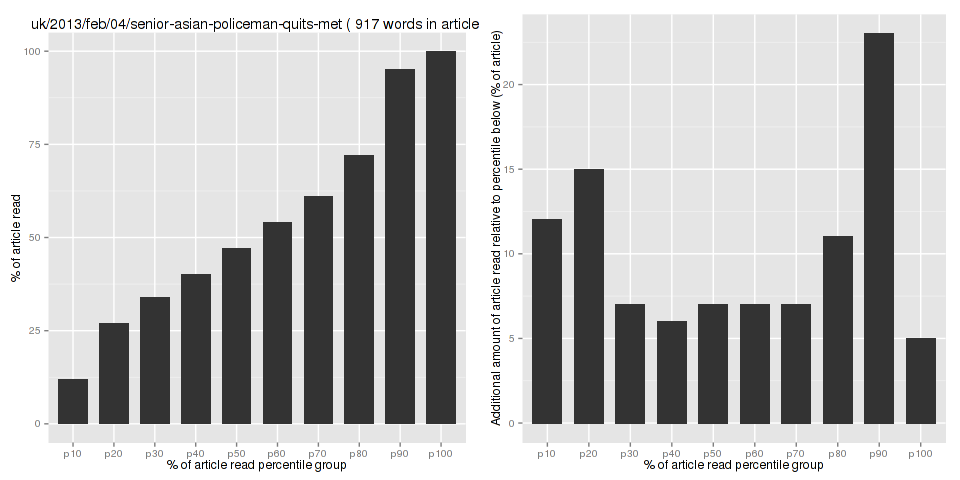 uk/2013/feb/04/senior-asian-policeman-quits-met ( 917 words in article
% of article read
100
75
50
25
0
p10 p20 p30 p40 p50 p60 p70 p80 p90 p100
% of article read percentile group
Additional amount of article read relative to percentile below (% of article)
20
15
10
5
0
p10 p20 p30 p40 p50 p60 p70 p80 p90 p100
% of article read percentile group